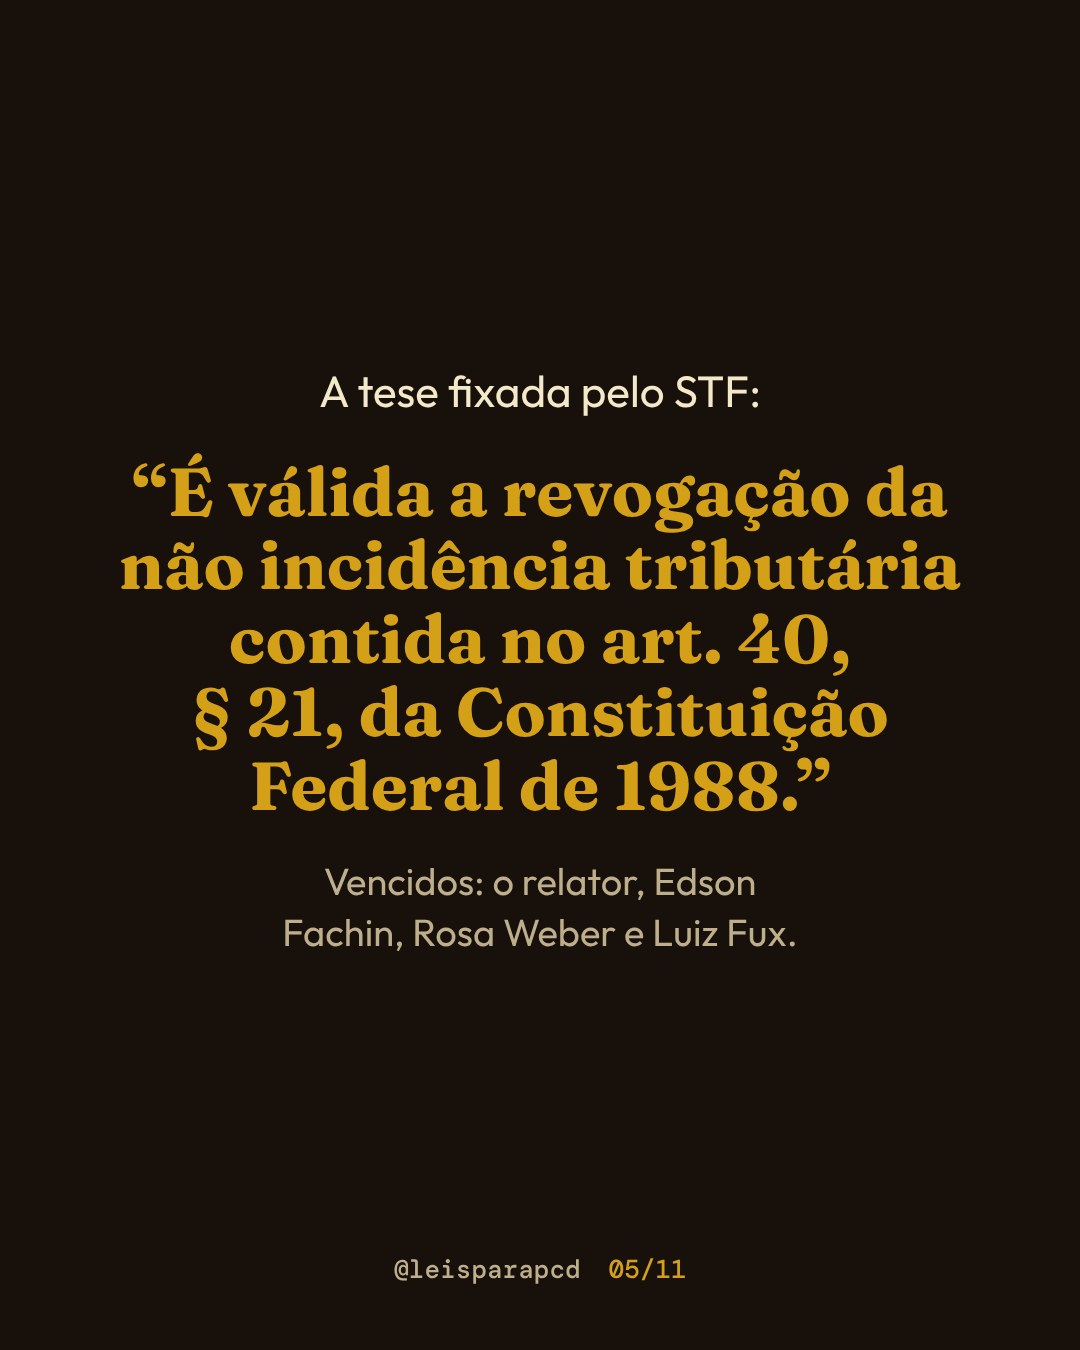 A tese fixada pelo STF:
“É válida a revogação da
não incidência tributária
contida no art. 40,
§ 21, da Constituição
Federal de 1988.”
Vencidos: o relator, Edson
Fachin, Rosa Weber e Luiz Fux.
@leisparapcd 05/11